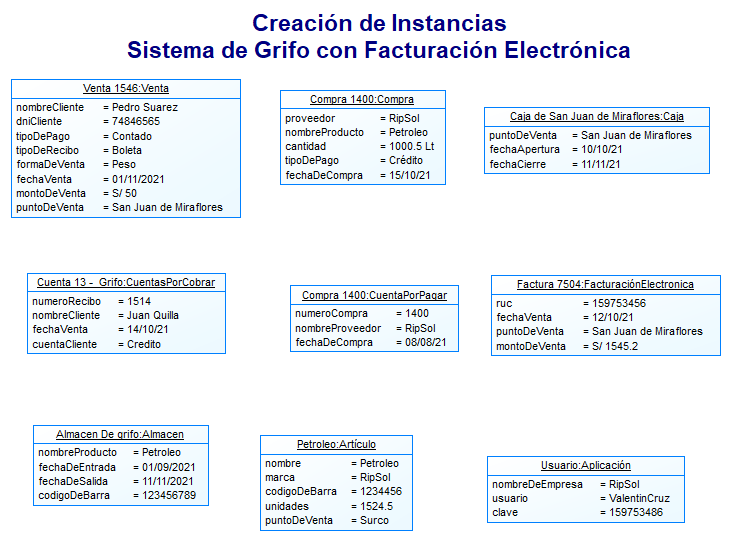 Creación de Instancias
Sistema de Grifo con Facturación Electrónica
Venta 1546:Venta
nombreCliente = Pedro Suarez
dniCliente = 74846565
tipoDePago = Contado
tipoDeRecibo = Boleta
formaDeVenta = Peso
fechaVenta = 01/11/2021
montoDeVenta = S/ 50
puntoDeVenta = San Juan de Miraflores
Compra 1400:Compra
proveedor = RipSol
nombreProducto = Petroleo
cantidad = 1000.5 Lt
tipoDePago = Crédito
fechaDeCompra = 15/10/21
Caja de San Juan de Miraflores:Caja
puntoDeVenta = San Juan de Miraflores
fechaApertura = 10/10/21
fechaCierre = 11/11/21
Cuenta 13 - Grifo:CuentasPorCobrar
numeroRecibo = 1514
nombreCliente = Juan Quilla
fechaVenta = 14/10/21
cuentaCliente = Credito
Compra 1400:CuentaPorPagar
numeroCompra = 1400
nombreProveedor = RipSol
fechaDeCompra = 08/08/21
Factura 7504:FacturaciónElectronica
ruc = 159753456
fechaVenta = 12/10/21
puntoDeVenta = San Juan de Miraflores
montoDeVenta = S/ 1545.2
Almacen De grifo:Almacen
nombreProducto = Petroleo
fechaDeEntrada = 01/09/2021
fechaDeSalida = 11/11/2021
codigoDeBarra = 123456789
Petroleo:Artículo
nombre = Petroleo
marca = RipSol
codigoDeBarra = 1234456
unidades = 1524.5
puntoDeVenta = Surco
Usuario:Aplicación
nombreDeEmpresa = RipSol
usuario = ValentinCruz
clave = 159753486